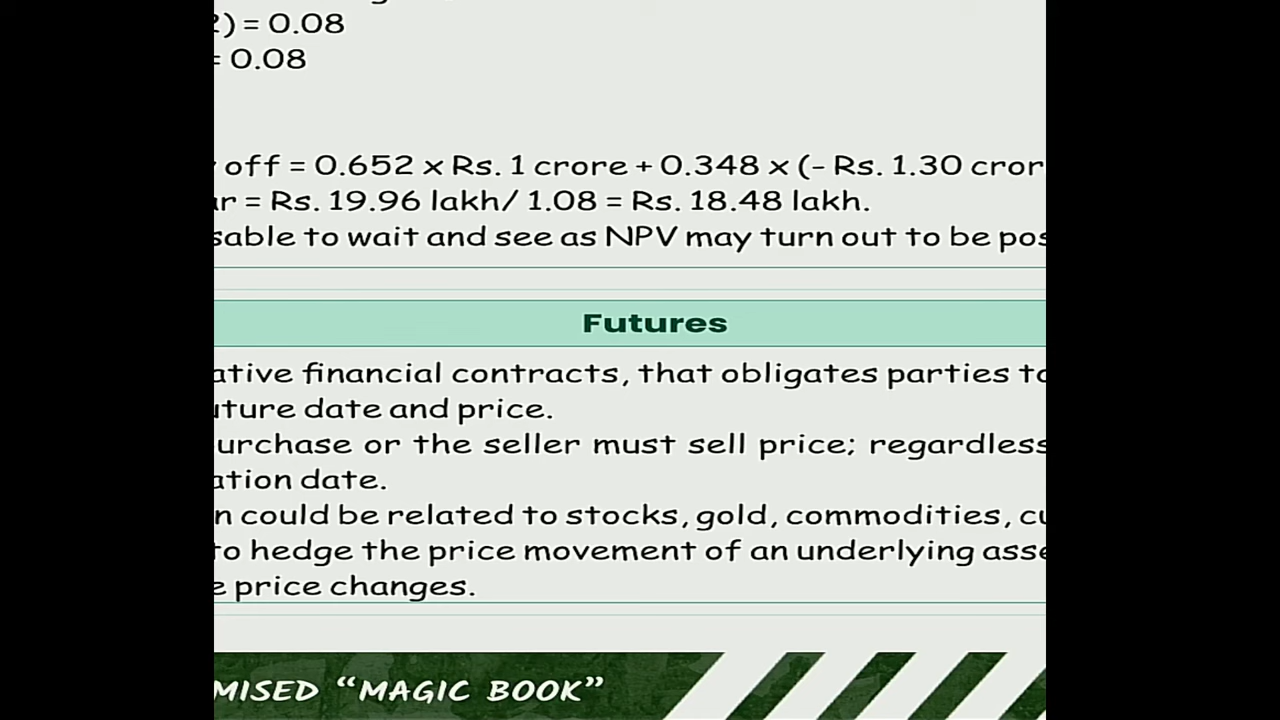 2) = 0.08
= 0.08
off = 0.652 x Rs. 1 crore + 0.348 x (- Rs. 1.30 cror
ar = Rs. 19.96 lakh/ 1.08 = Rs. 18.48 lakh.
sable to wait and see as NPV may turn out to be pos
Futures
ative financial contracts, that obligates parties to
uture date and price.
urchase or the seller must sell price; regardless
ation date.
n could be related to stocks, gold, commodities, cu
to hedge the price movement of an underlying asse
e price changes.
MISED “MAGIC BOOK”